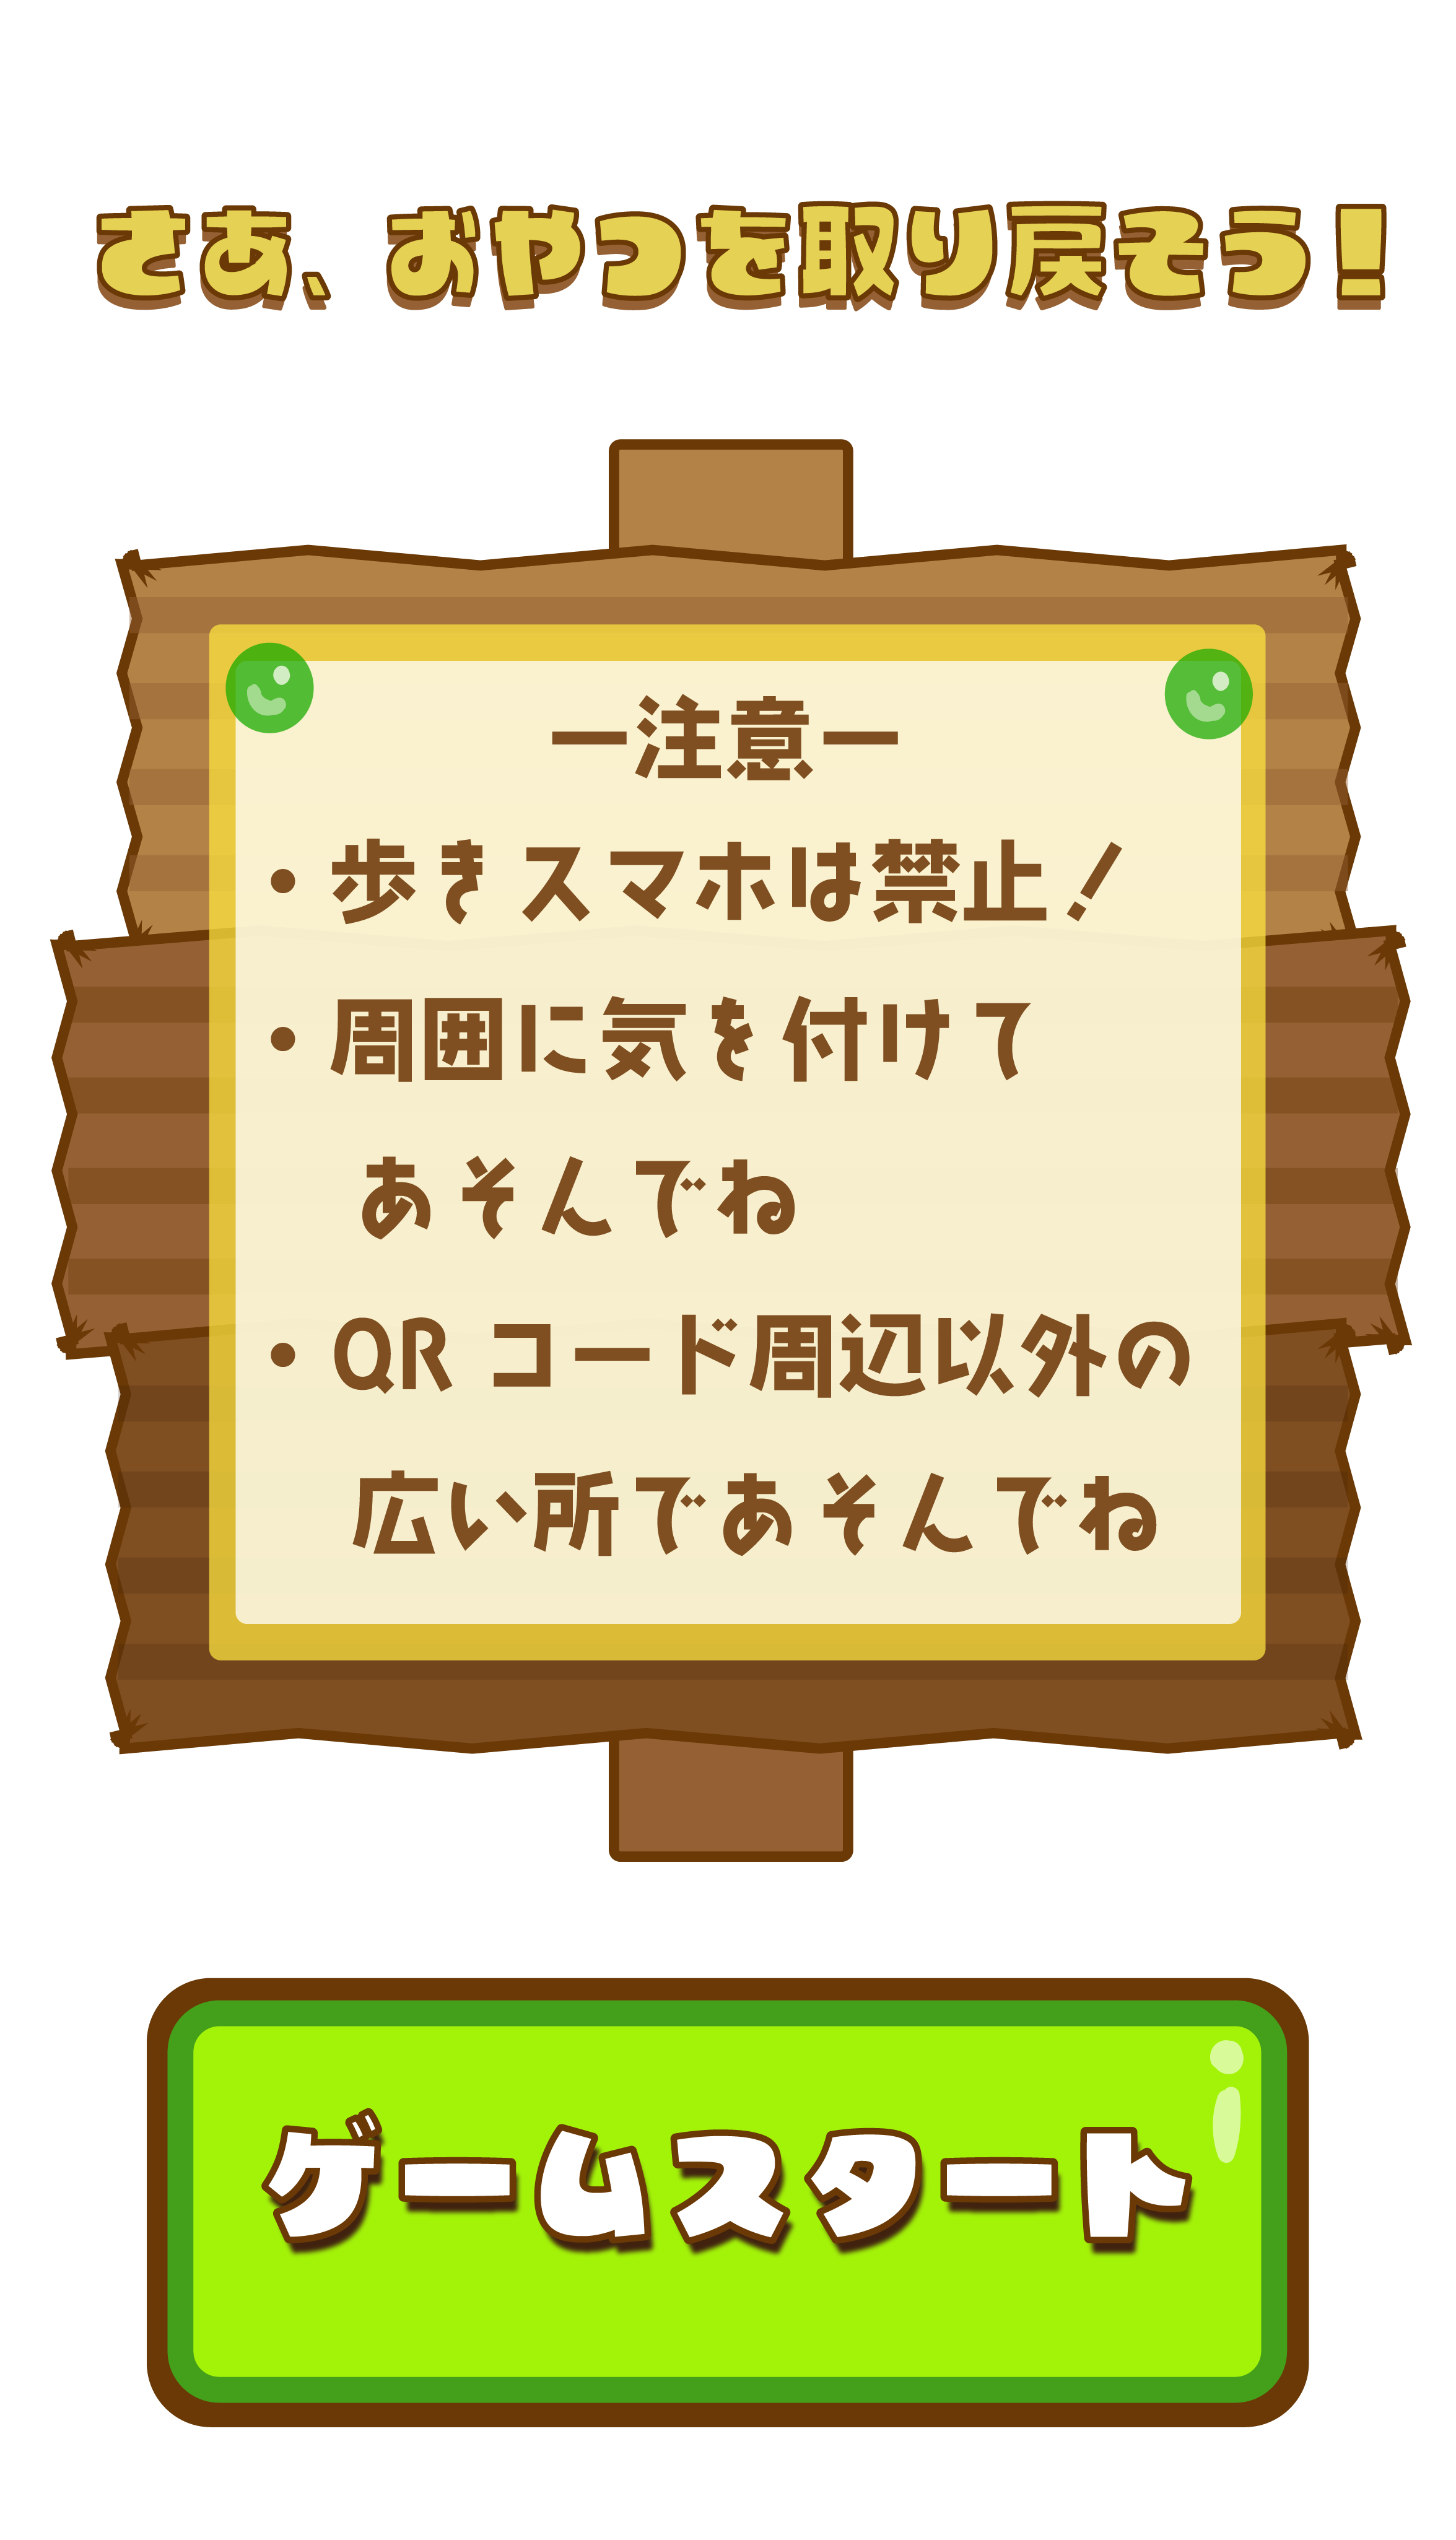 さあ、おやつを取り戻そう!
ー注意ー
・歩きスマホは禁止!
・周囲に気を付けて
あそんでね
・QRコード周辺以外の
広い所であそんでね
ゲームスタート